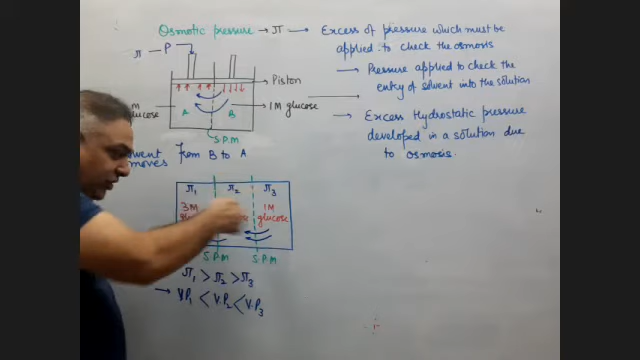 Osmotic pressure → π → Excess of pressure which must be
applied to check the osmosis
→ Pressure applied to check the
entry of solvent into the solution
→ Excess Hydrostatic pressure
developed in a solution due
to osmosis.
π — P
Piston
A B
M glucose
1M glucose
S.P.M
moves from B to A
π1 π2 π3
3M 1M
glucose
S.P.M S.P.M
π1 > π2 > π3
→ V.P1 < V.P2 < V.P3